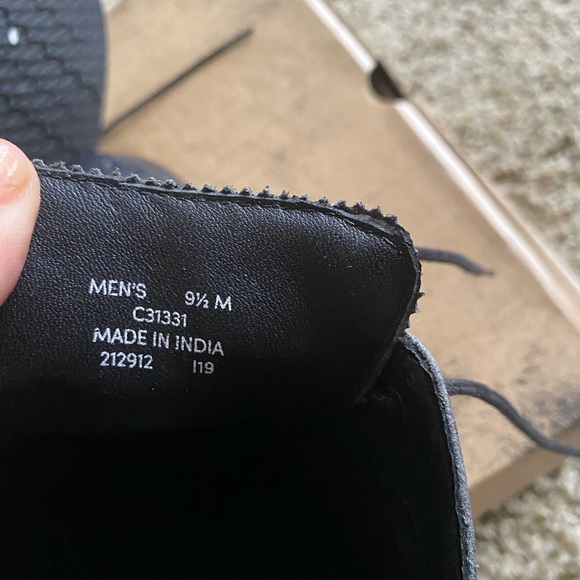 MEN'S 9½ M
C31331
MADE IN INDIA
212912 I19